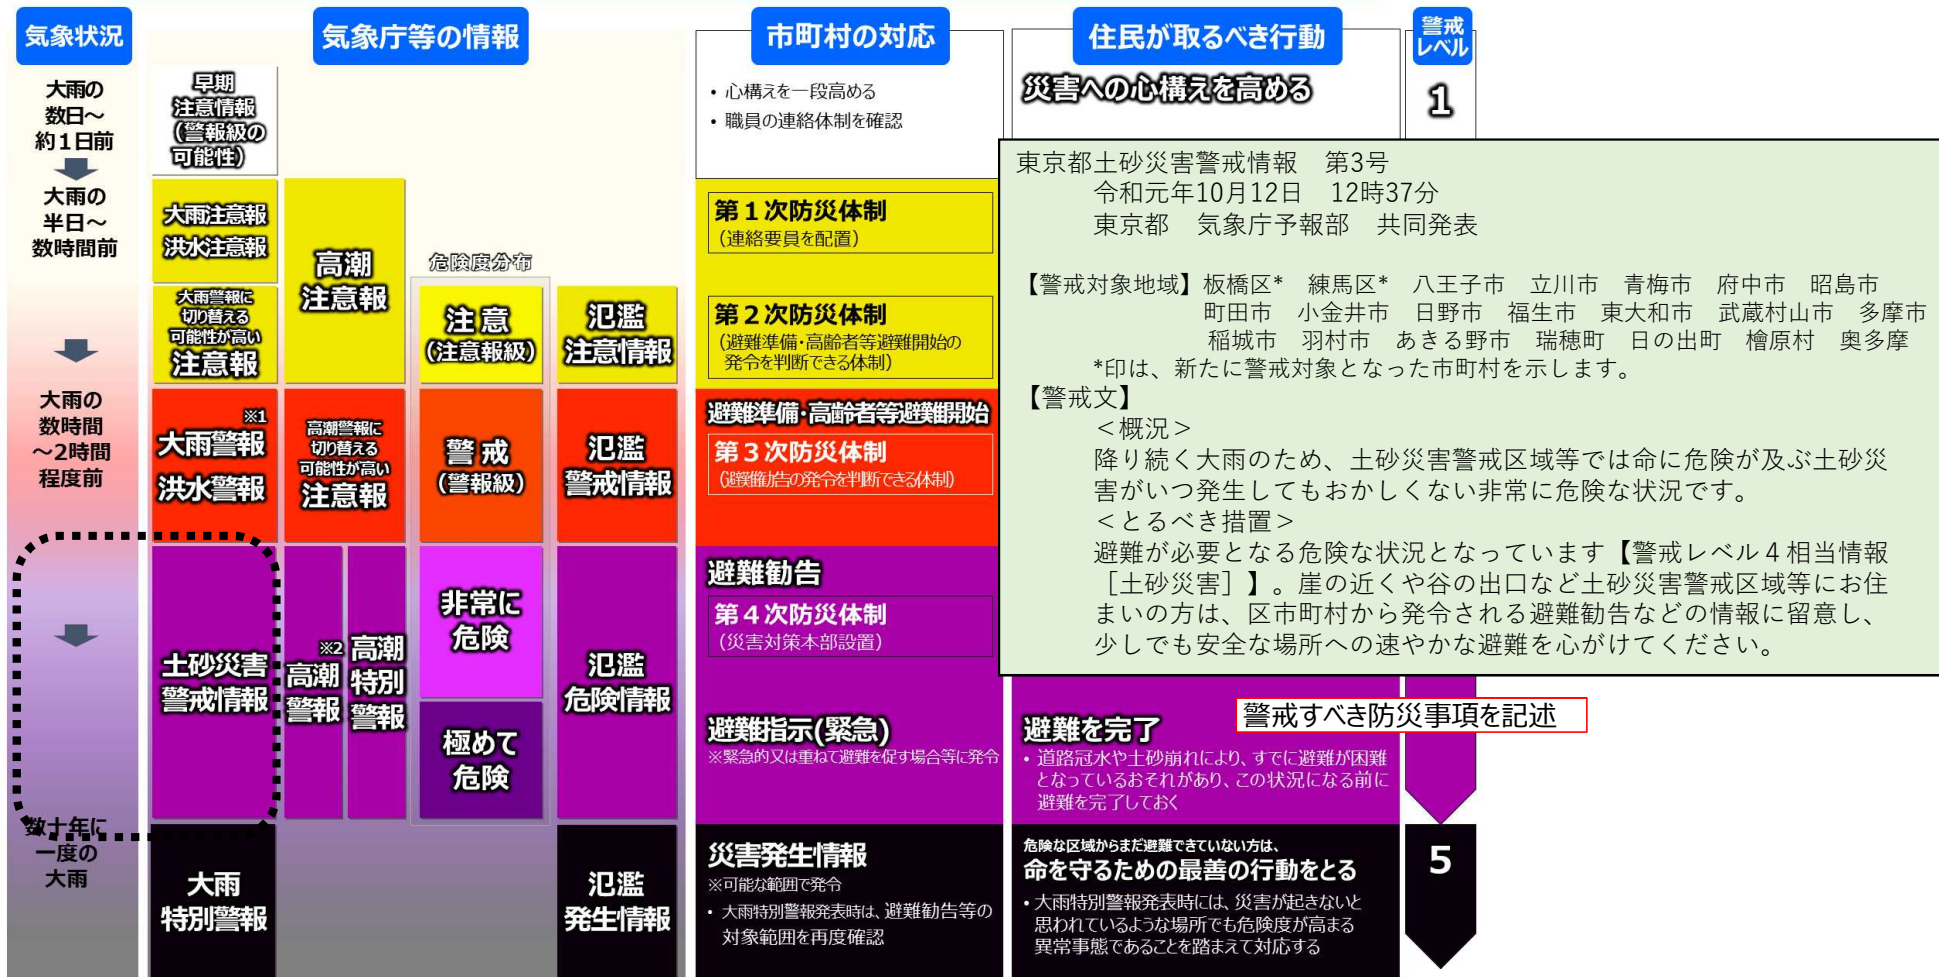 気象状況
気象庁等の情報
市町村の対応
住民が取るべき行動
警戒
レベル
大雨の
数日～
約１日前
早期
注意情報
（警報級の
可能性）
• 心構えを一段高める
• 職員の連絡体制を確認
災害への心構えを高める
1
大雨の
半日～
数時間前
大雨注意報
洪水注意報
高潮
注意報
危険度分布
第１次防災体制
（連絡要員を配置）
大雨警報に
切り替える
可能性が高い
注意報
注意
（注意報級）
氾濫
注意情報
第２次防災体制
（避難準備・高齢者等避難開始の
発令を判断できる体制）
大雨の
数時間
～2時間
程度前
※1
大雨警報
洪水警報
高潮警報に
切り替える
可能性が高い
注意報
警戒
（警報級）
氾濫
警戒情報
避難準備・高齢者等避難開始
第３次防災体制
（避難勧告の発令を判断できる体制）
土砂災害
警戒情報
※2
高潮
警報
高潮
特別
警報
非常に
危険
極めて
危険
氾濫
危険情報
避難勧告
第４次防災体制
（災害対策本部設置）
避難指示(緊急)
※緊急的又は重ねて避難を促す場合等に発令
避難を完了
• 道路冠水や土砂崩れにより、すでに避難が困難
となっているおそれがあり、この状況になる前に
避難を完了しておく
数十年に
一度の
大雨
大雨
特別警報
氾濫
発生情報
災害発生情報
※可能な範囲で発令
• 大雨特別警報発表時は、避難勧告等の
対象範囲を再度確認
危険な区域からまだ避難できていない方は、
命を守るための最善の行動をとる
• 大雨特別警報発表時には、災害が起きないと
思われているような場所でも危険度が高まる
異常事態であることを踏まえて対応する
5
東京都土砂災害警戒情報　第3号
令和元年10月12日　12時37分
東京都　気象庁予報部　共同発表
【警戒対象地域】板橋区*　練馬区*　八王子市　立川市　青梅市　府中市　昭島市
町田市　小金井市　日野市　福生市　東大和市　武蔵村山市　多摩市
稲城市　羽村市　あきる野市　瑞穂町　日の出町　檜原村　奥多摩
*印は、新たに警戒対象となった市町村を示します。
【警戒文】
＜概況＞
降り続く大雨のため、土砂災害警戒区域等では命に危険が及ぶ土砂災
害がいつ発生してもおかしくない非常に危険な状況です。
＜とるべき措置＞
避難が必要となる危険な状況となっています【警戒レベル４相当情報
［土砂災害］】。崖の近くや谷の出口など土砂災害警戒区域等にお住
まいの方は、区市町村から発令される避難勧告などの情報に留意し、
少しでも安全な場所への速やかな避難を心がけてください。
警戒すべき防災事項を記述